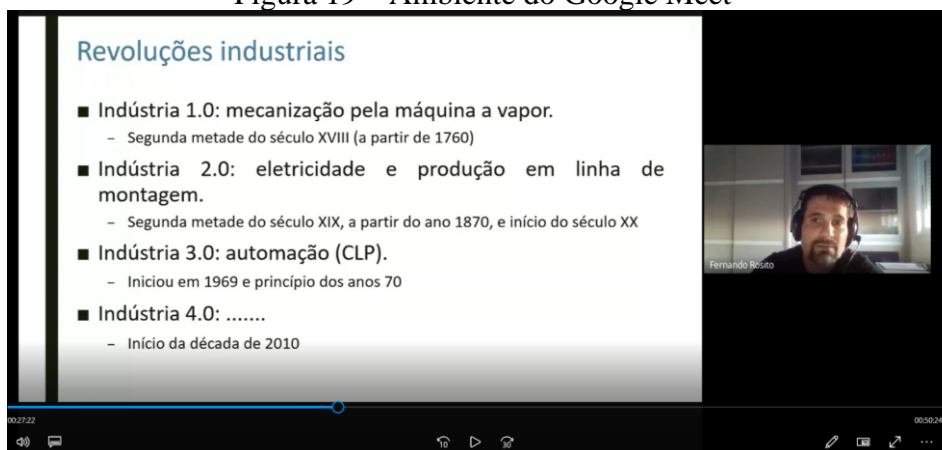 Figura 19 – Ambiente do Google Meet
Revoluções industriais
■ Indústria 1.0: mecanização pela máquina a vapor.
– Segunda metade do século XVIII (a partir de 1760)
■ Indústria 2.0: eletricidade e produção em linha de
montagem.
– Segunda metade do século XIX, a partir do ano 1870, e início do século XX
■ Indústria 3.0: automação (CLP).
– Iniciou em 1969 e princípio dos anos 70
■ Indústria 4.0: .......
– Início da década de 2010
Fernando Rosito
00:27:22
00:50:24
10
30